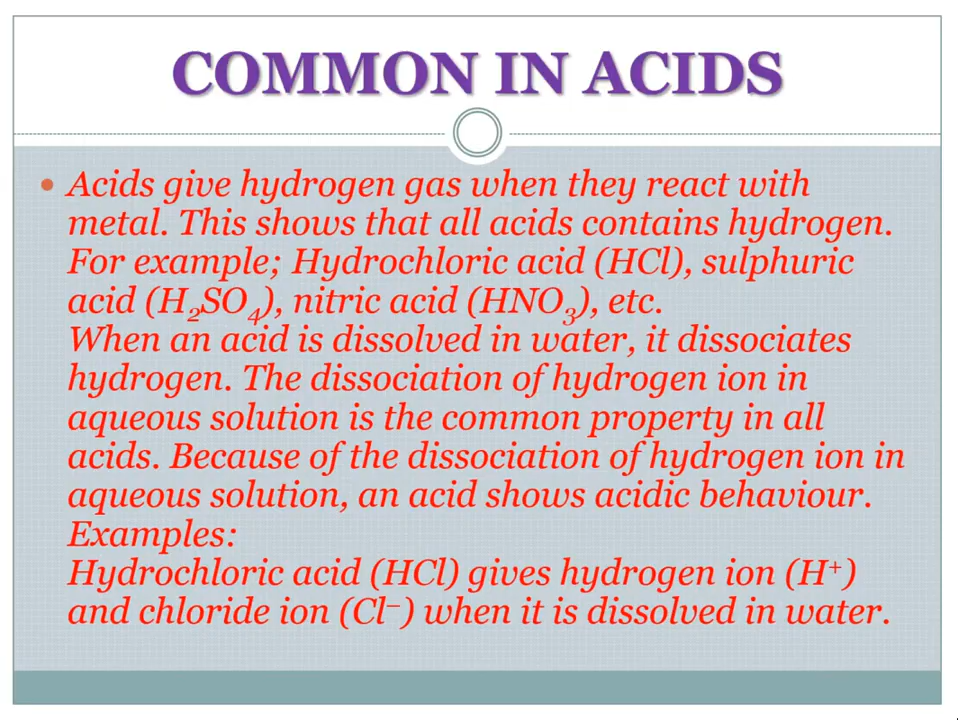 COMMON IN ACIDS
• Acids give hydrogen gas when they react with
metal. This shows that all acids contains hydrogen.
For example; Hydrochloric acid (HCl), sulphuric
acid (H₂SO₄), nitric acid (HNO₃), etc.
When an acid is dissolved in water, it dissociates
hydrogen. The dissociation of hydrogen ion in
aqueous solution is the common property in all
acids. Because of the dissociation of hydrogen ion in
aqueous solution, an acid shows acidic behaviour.
Examples:
Hydrochloric acid (HCl) gives hydrogen ion (H⁺)
and chloride ion (Cl⁻) when it is dissolved in water.